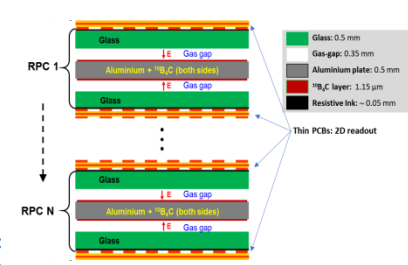 Glass
RPC 1
E Gas gap
Aluminium + ¹⁰B₄C (both sides)
E Gas gap
Glass
Glass: 0.5 mm
Gas-gap: 0.35 mm
Aluminium plate: 0.5 mm
¹⁰B₄C layer: 1.15 µm
Resistive Ink: ~ 0.05 mm
Thin PCBs: 2D readout
Glass
E Gas gap
RPC N
Aluminium + ¹⁰B₄C (both sides)
E Gas gap
Glass